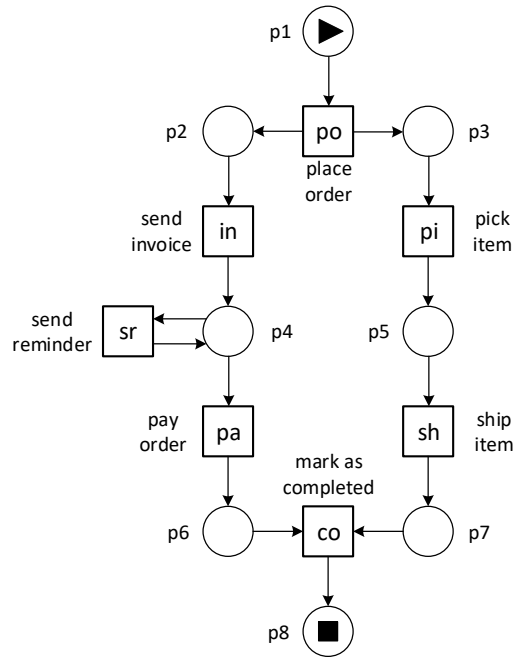 p1
p2
po
p3
place
order
send
invoice
in
pi
pick
item
send
reminder
sr
p4
p5
pay
order
pa
sh
ship
item
mark as
completed
p6
co
p7
p8